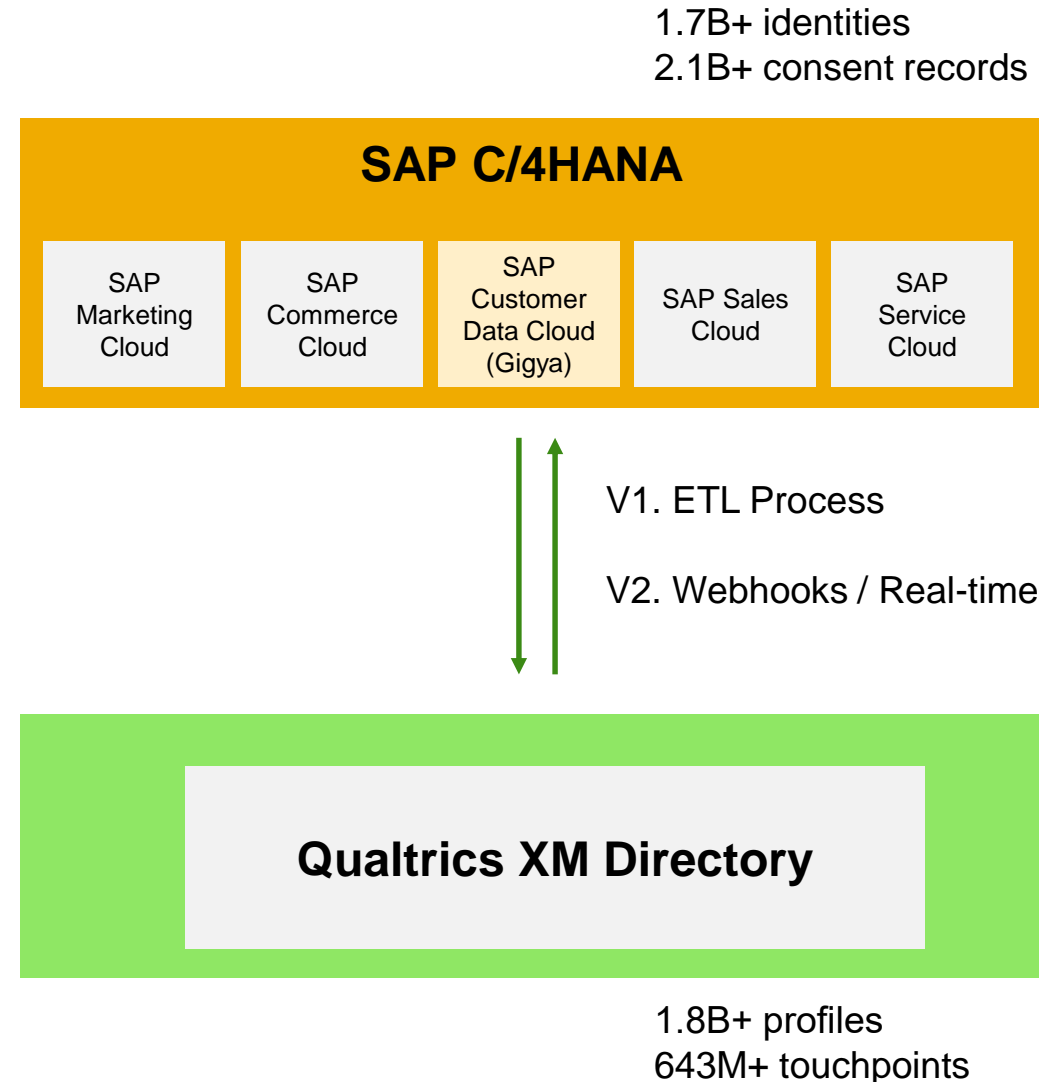 1.7B+ identities
2.1B+ consent records
SAP C/4HANA
SAP
Marketing
Cloud
SAP
Commerce
Cloud
SAP
Customer
Data Cloud
(Gigya)
SAP Sales
Cloud
SAP
Service
Cloud
V1. ETL Process
V2. Webhooks / Real-time
Qualtrics XM Directory
1.8B+ profiles
643M+ touchpoints